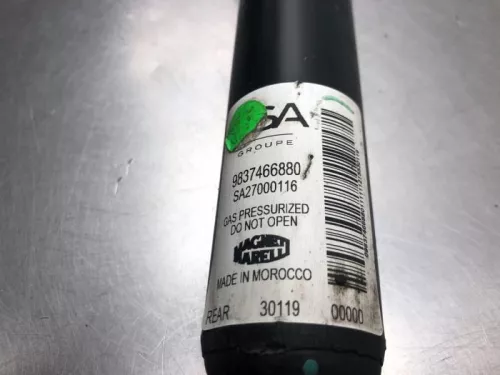 SA
GROUPE
9837466880
SA27000116
GAS PRESSURIZED
DO NOT OPEN
MAGNETI
MARELLI
MADE IN MOROCCO
REAR 30119 00000